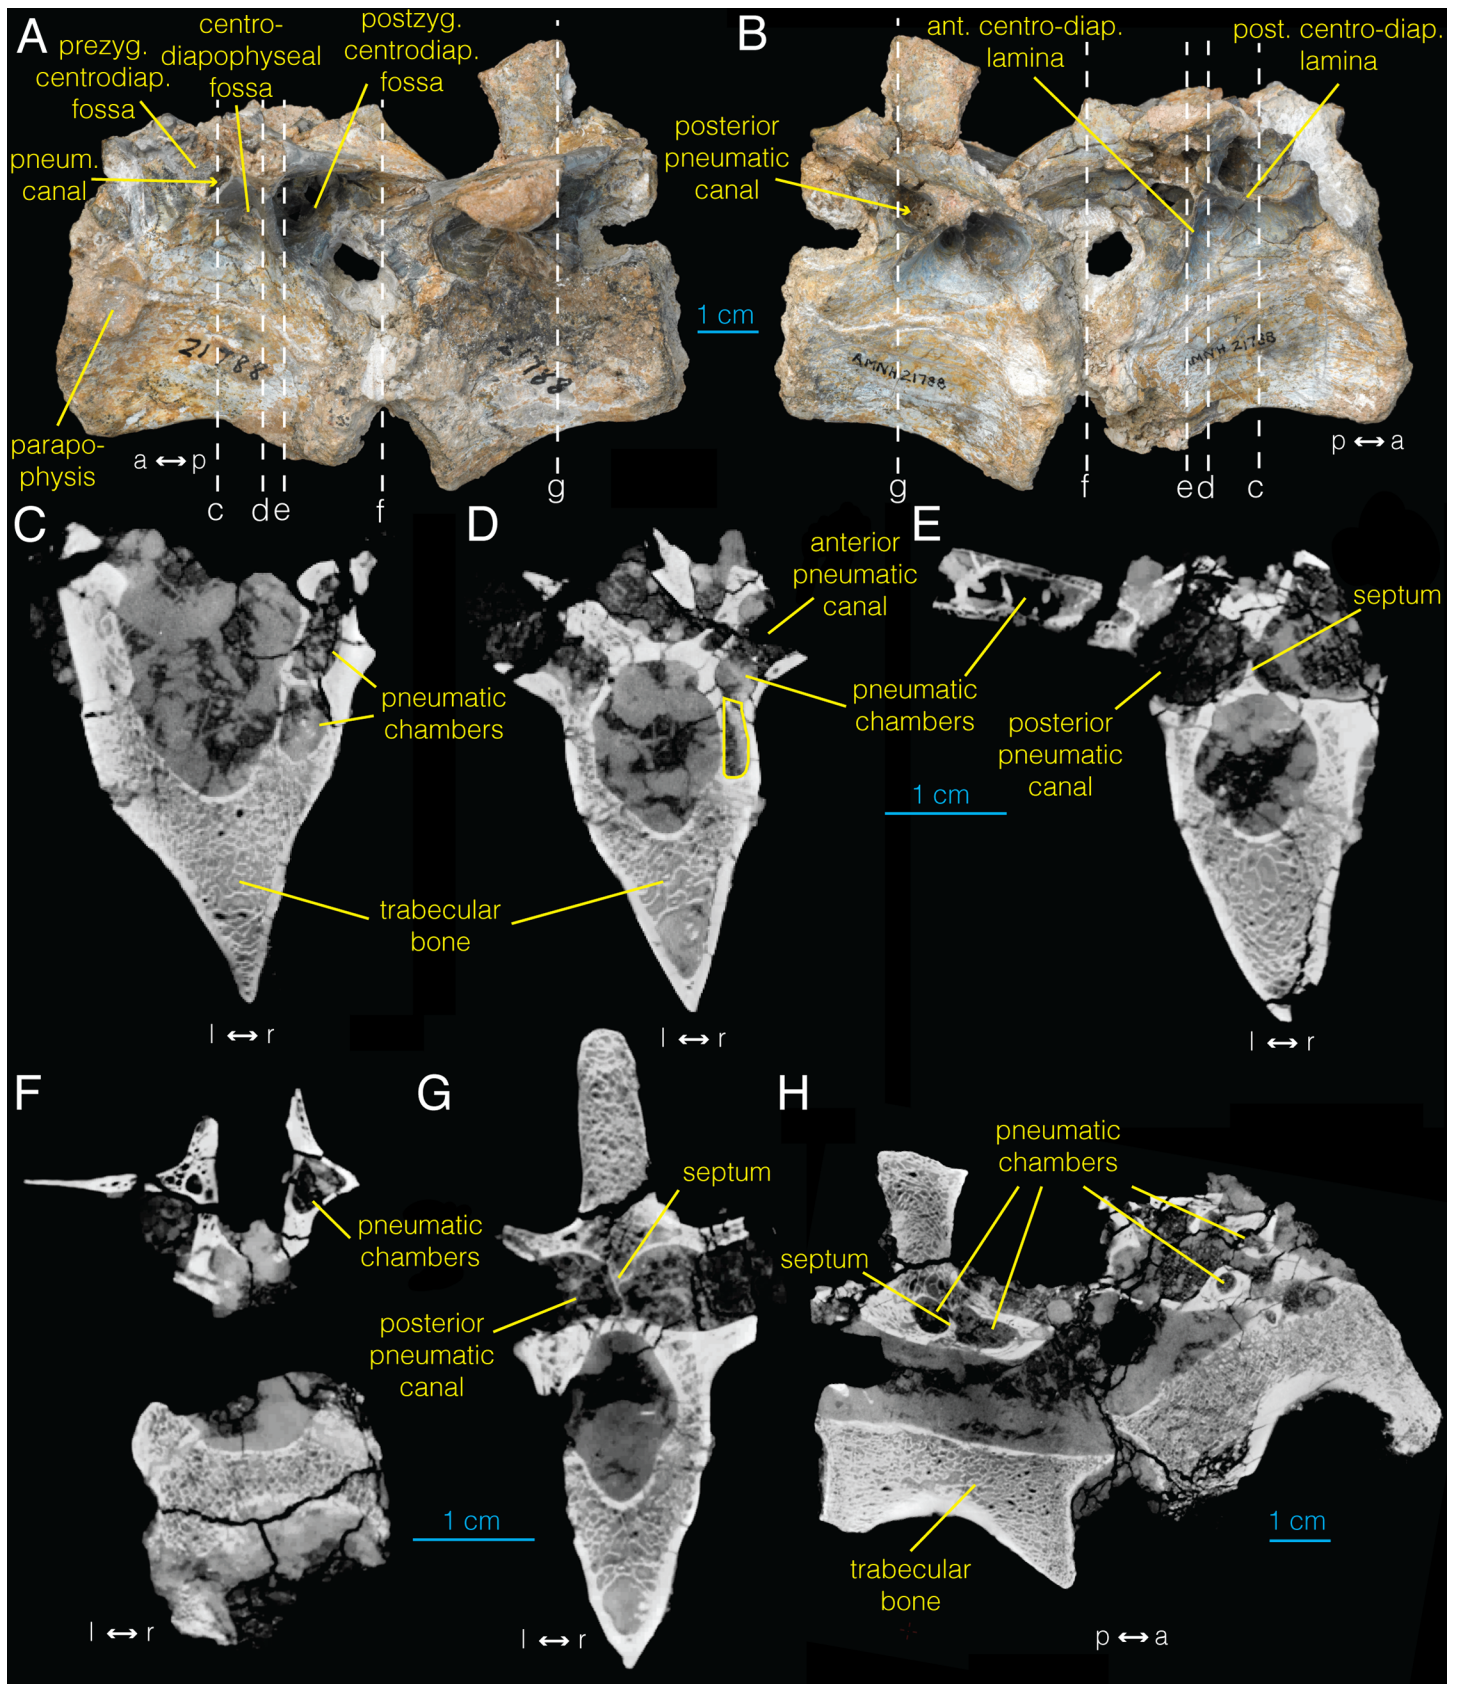 A
prezyg.
centrodiap.
fossa
centro-
diapophyseal
fossa
postzyg.
centrodiap.
fossa
pneum.
canal
parapo-
physis
21788
21788
a ↔ p
c
d
e
f
g
1 cm
B
ant. centro-diap.
lamina
post. centro-diap.
lamina
posterior
pneumatic
canal
AMNH 21788
AMNH 21788
p ↔ a
g
f
e
d
c
C
pneumatic
chambers
l ↔ r
D
anterior
pneumatic
canal
pneumatic
chambers
trabecular
bone
l ↔ r
1 cm
E
septum
posterior
pneumatic
canal
l ↔ r
F
pneumatic
chambers
l ↔ r
1 cm
G
septum
posterior
pneumatic
canal
l ↔ r
H
pneumatic
chambers
septum
trabecular
bone
1 cm
p ↔ a